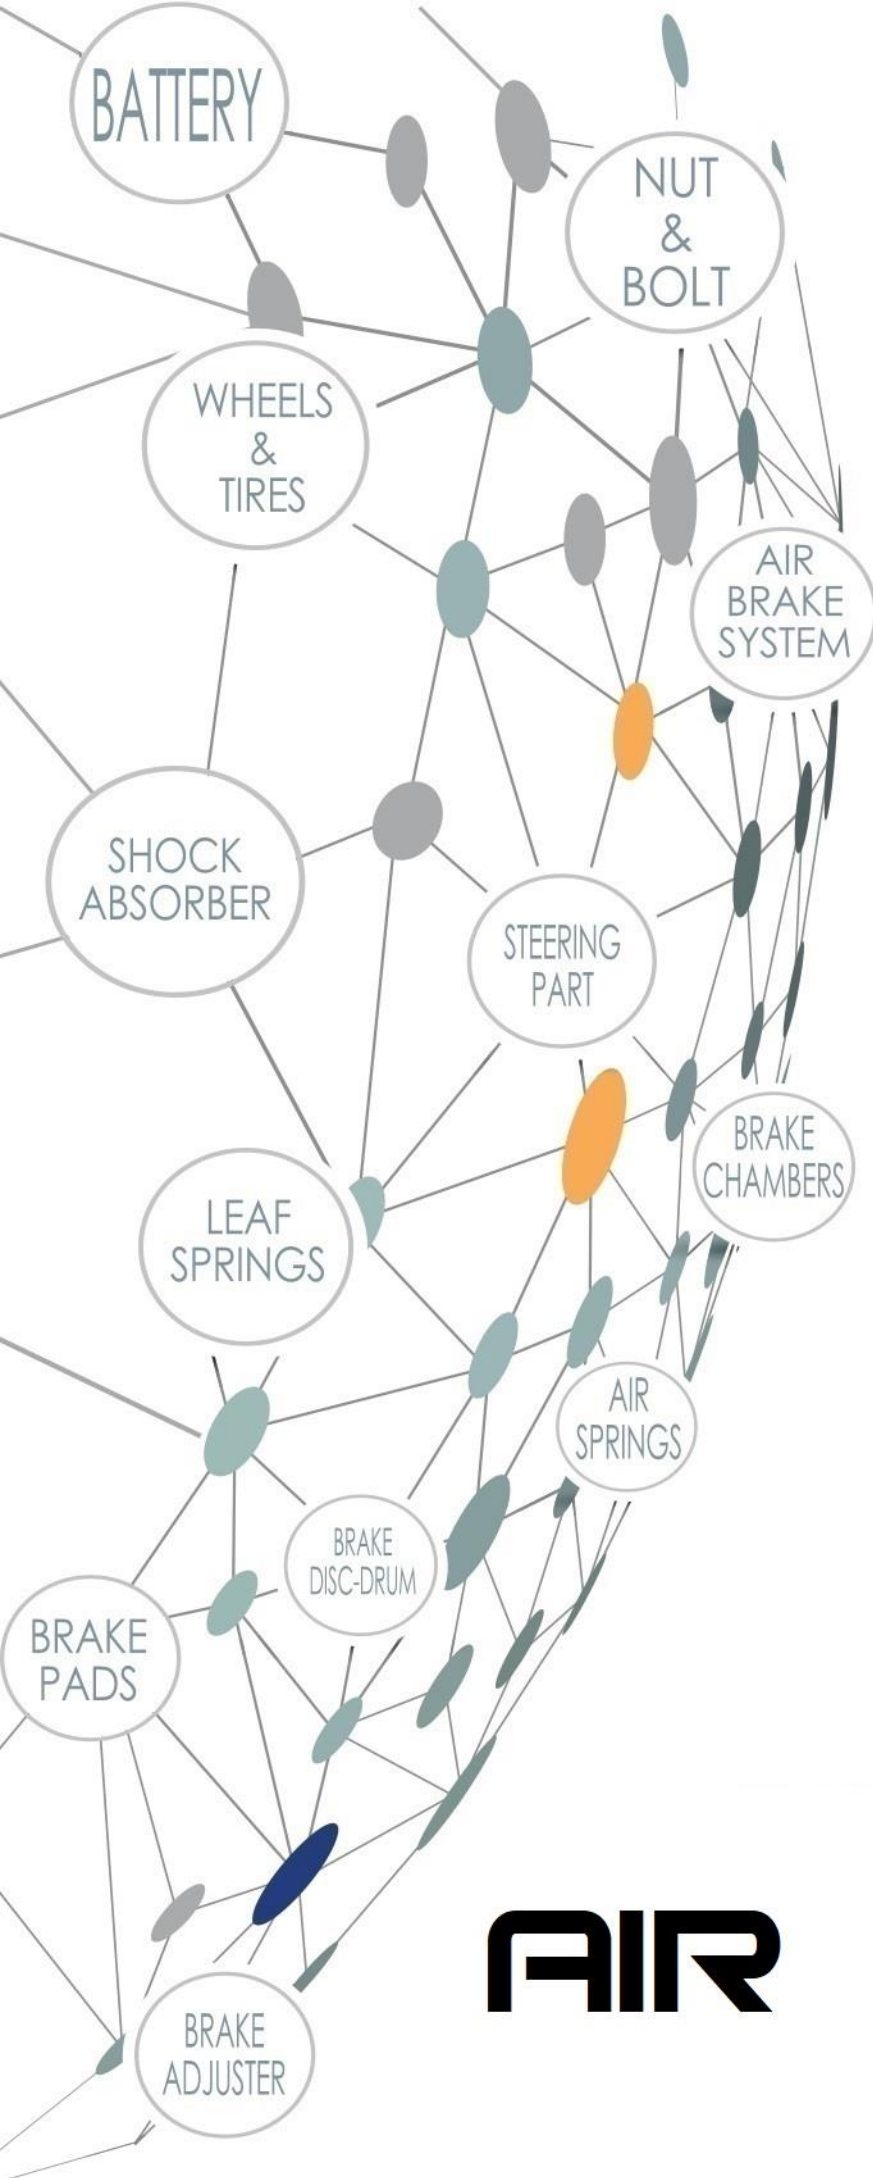 BATTERY
NUT
&
BOLT
WHEELS
&
TIRES
AIR
BRAKE
SYSTEM
SHOCK
ABSORBER
STEERING
PART
BRAKE
CHAMBERS
LEAF
SPRINGS
AIR
SPRINGS
BRAKE
DISC-DRUM
BRAKE
PADS
AIR
BRAKE
ADJUSTER